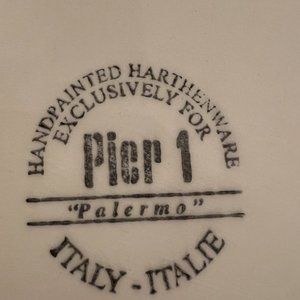 HANDPAINTED HARTHENWARE
EXCLUSIVELY FOR
Pier 1
"Palermo"
ITALY - ITALIE